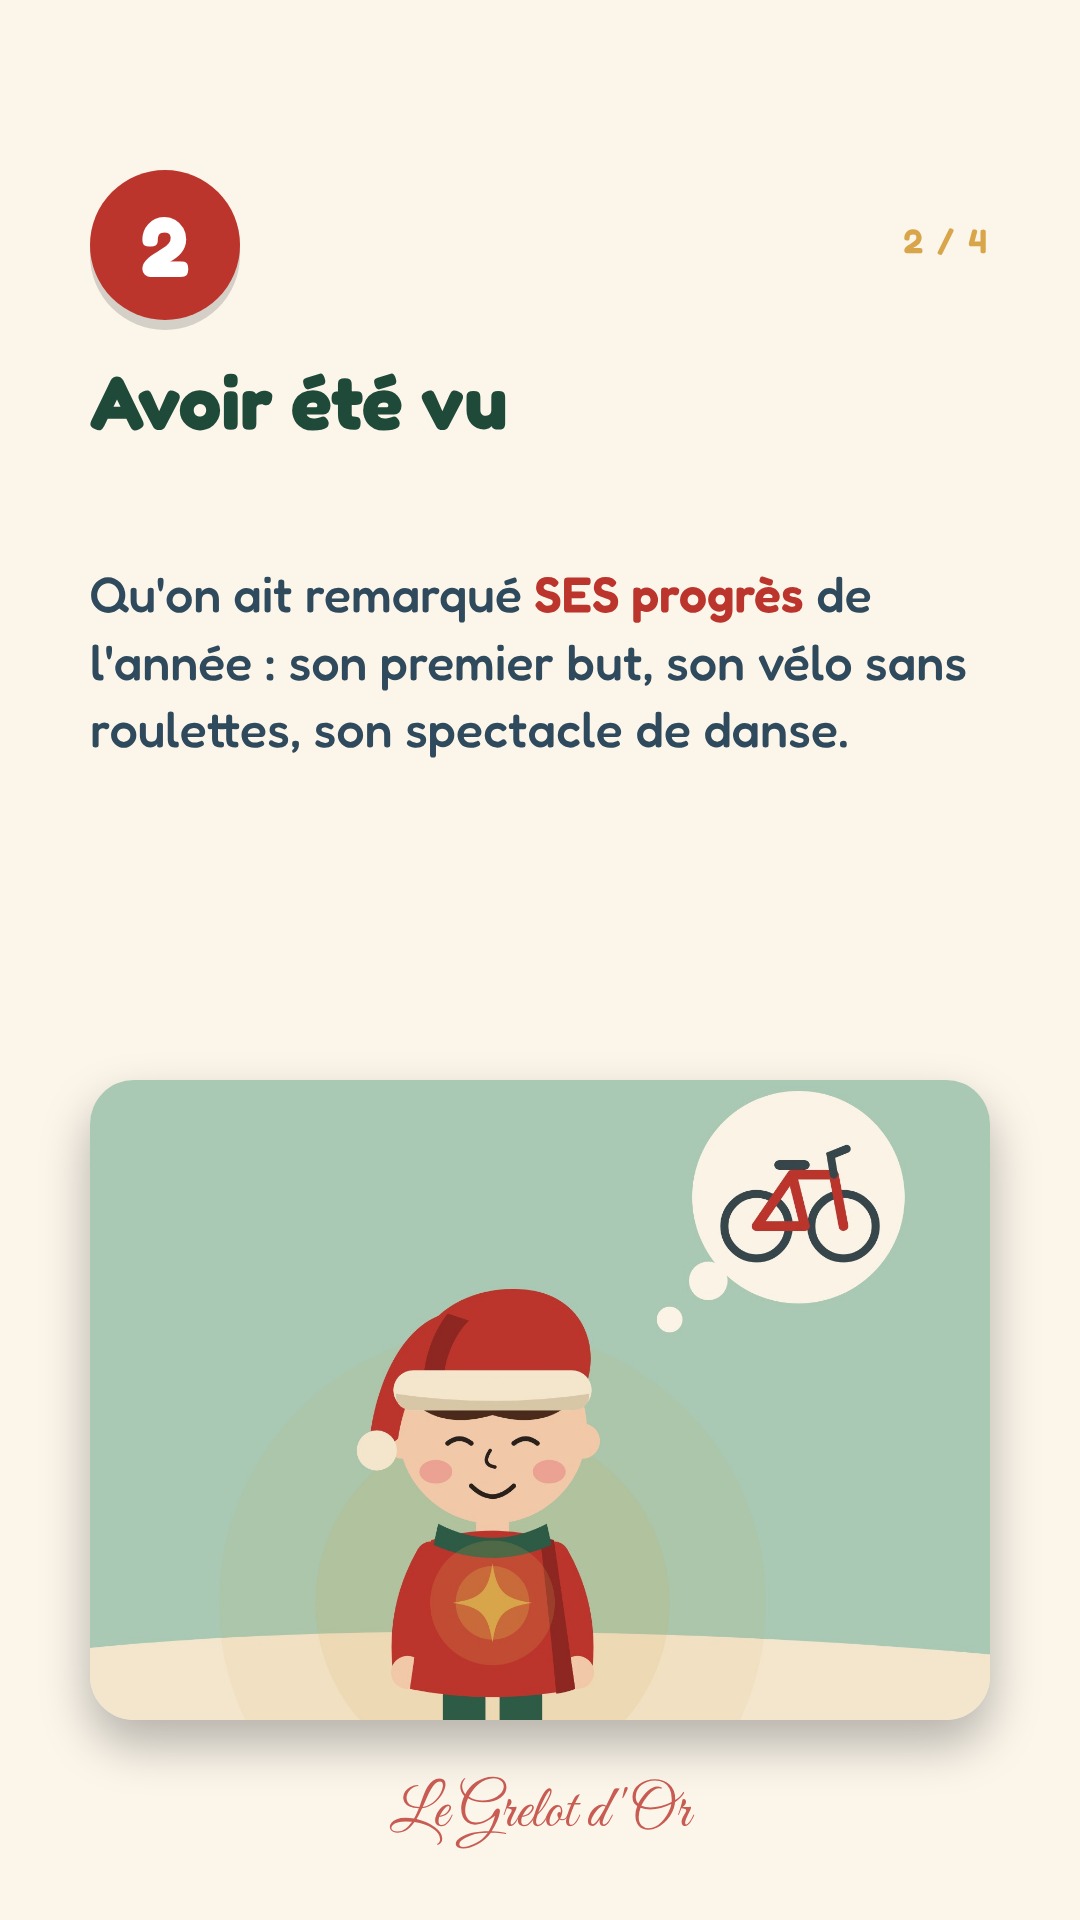 2
2 / 4
Avoir été vu
Qu'on ait remarqué SES progrès de
l'année : son premier but, son vélo sans
roulettes, son spectacle de danse.
Le Grelot d'Or